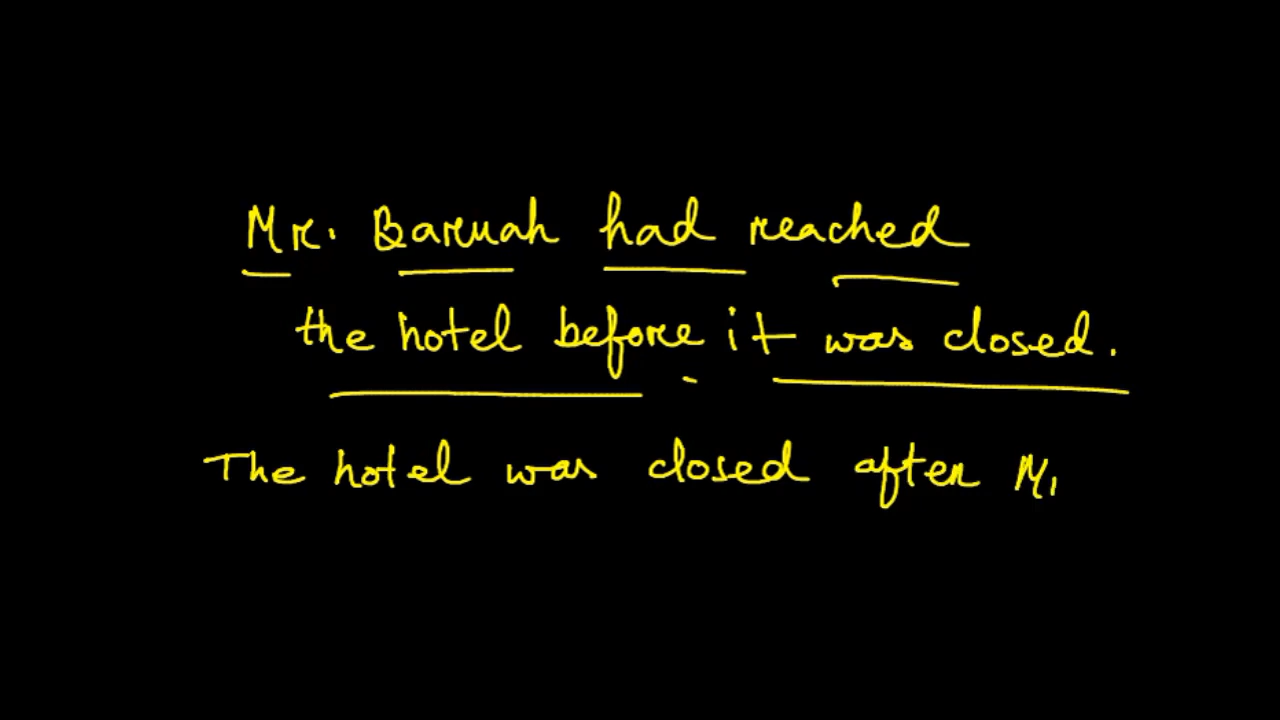 Mr. Baruah had reached
the hotel before it was closed.
The hotel was closed after M